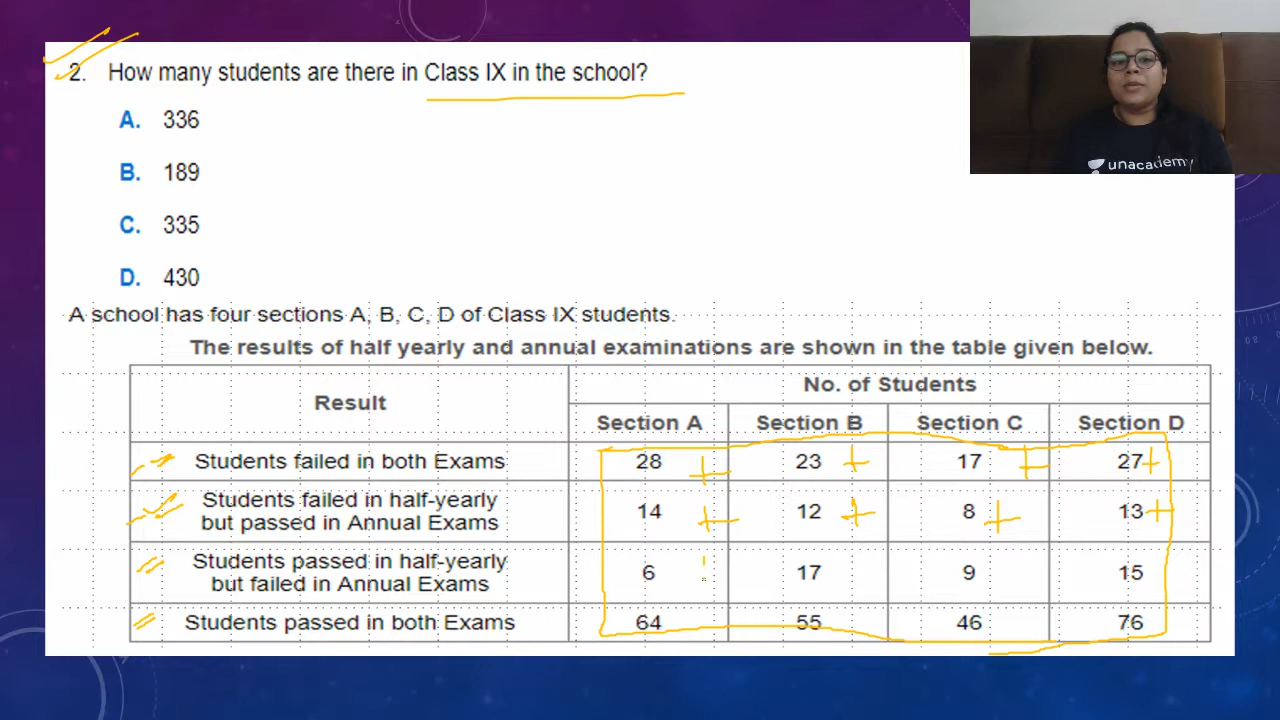 2. How many students are there in Class IX in the school?
A. 336
B. 189
C. 335
D. 430
unacademy
A school has four sections A, B, C, D of Class IX students.
The results of half yearly and annual examinations are shown in the table given below.
Result No. of Students
Section A Section B Section C Section D
Students failed in both Exams 28 + 23 + 17 + 27 +
Students failed in half-yearly
but passed in Annual Exams 14 + 12 + 8 + 13 +
Students passed in half-yearly
but failed in Annual Exams 6 17 9 15
Students passed in both Exams 64 55 46 76